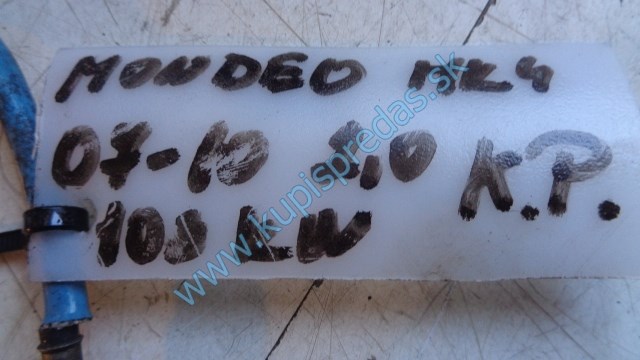 MONDEO MK4
07-10 2,0 K.P.
103 KW
www.kupispredas.sk